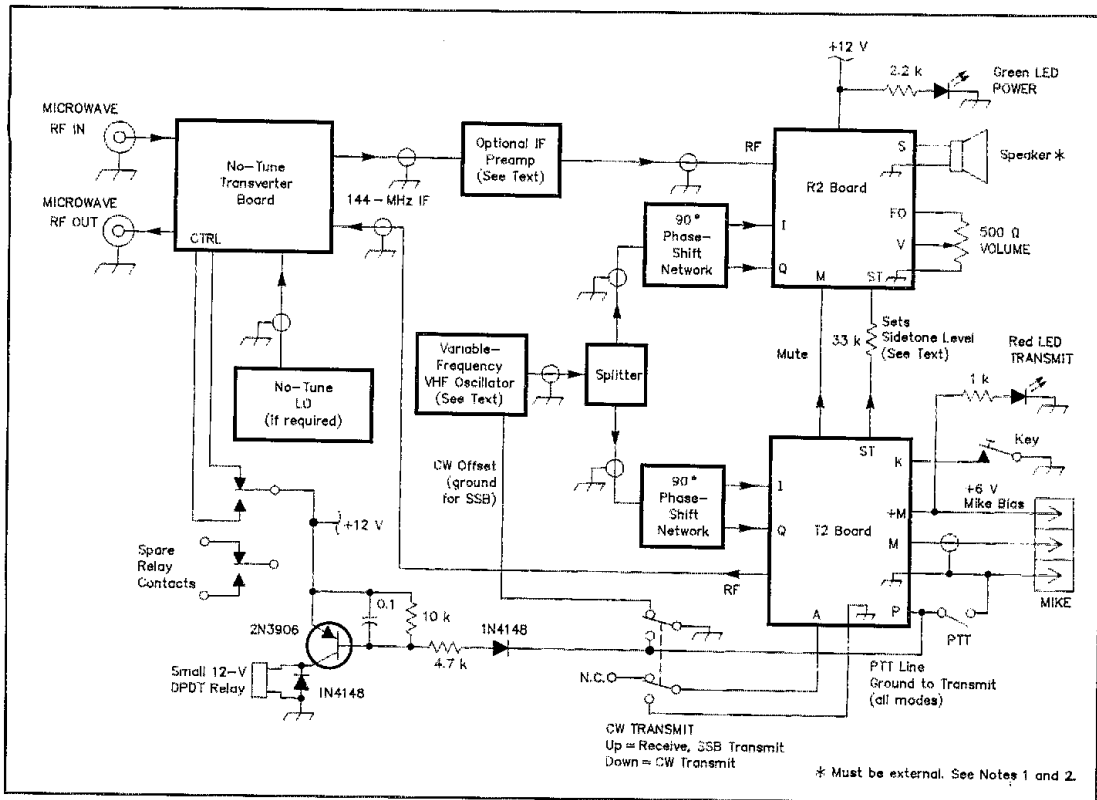 +12 V
2.2 k
Green LED
POWER
MICROWAVE
RF IN
No-Tune
Transverter
Board
CTRL
MICROWAVE
RF OUT
144-MHz IF
Optional IF
Preamp
(See Text)
RF
R2 Board
S
Speaker*
FO
V
500 Ω
VOLUME
I
Q
M
ST
90°
Phase-
Shift
Network
No-Tune
LO
(if required)
Variable-
Frequency
VHF Oscillator
(See Text)
Splitter
Mute
33 k
Sets
Sidetone Level
(See Text)
Red LED
TRANSMIT
1 k
CW Offset
(ground
for SSB)
90°
Phase-
Shift
Network
I
Q
T2 Board
ST
K
Key
+6 V
Mike Bias
+M
M
MIKE
P
A
RF
PTT
+12 V
Spare
Relay
Contacts
0.1
10 k
2N3906
4.7 k
1N4148
Small 12-V
DPDT Relay
1N4148
N.C.
PTT Line
Ground to Transmit
(all modes)
CW TRANSMIT
Up = Receive, SSB Transmit
Down = CW Transmit
* Must be external. See Notes 1 and 2.